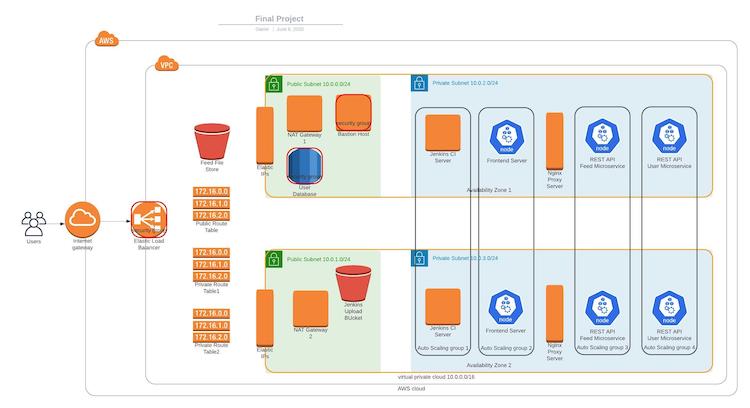 Final Project
Owner | June 6, 2020
AWS
VPC
Public Subnet 10.0.0.0/24
Private Subnet 10.0.2.0/24
Feed File
Store
Elastic
IPs
NAT Gateway
1
security group
Bastion Host
security group
User
Database
Jenkins CI
Server
node
Frontend Server
Nginx
Proxy
Server
node
REST API
Feed Microservice
node
REST API
User Microservice
Availability Zone 1
172.16.0.0
172.16.1.0
172.16.2.0
Public Route
Table
Users
Internet
gateway
security group
Elastic Load
Balancer
172.16.0.0
172.16.1.0
172.16.2.0
Private Route
Table1
172.16.0.0
172.16.1.0
172.16.2.0
Private Route
Table2
Public Subnet 10.0.1.0/24
Private Subnet 10.0.3.0/24
Elastic
IPs
NAT Gateway
2
Jenkins
Upload
BUcket
Jenkins CI
Server
node
Frontend Server
Nginx
Proxy
Server
node
REST API
Feed Microservice
node
REST API
User Microservice
Auto Scaling group 1
Auto Scaling group 2
Auto Scaling group 3
Auto Scaling group 4
Availability Zone 2
virtual private cloud 10.0.0.0/16
AWS cloud